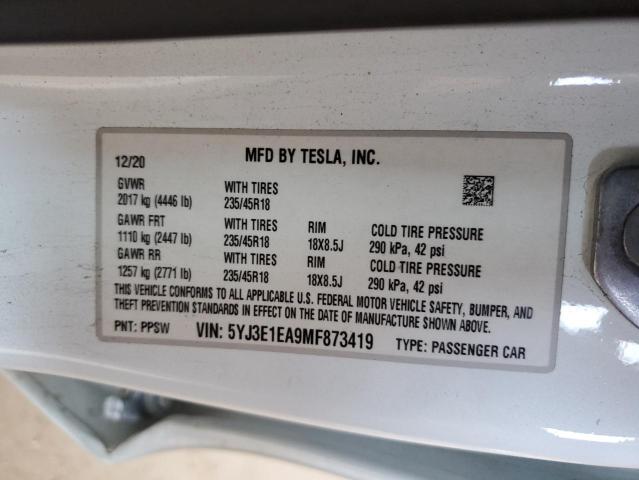 MFD BY TESLA, INC.
12/20
GVWR WITH TIRES
2017 kg (4446 lb) 235/45R18
GAWR FRT WITH TIRES RIM COLD TIRE PRESSURE
1110 kg (2447 lb) 235/45R18 18X8.5J 290 kPa, 42 psi
GAWR RR WITH TIRES RIM COLD TIRE PRESSURE
1257 kg (2771 lb) 235/45R18 18X8.5J 290 kPa, 42 psi
THIS VEHICLE CONFORMS TO ALL APPLICABLE U.S. FEDERAL MOTOR VEHICLE SAFETY, BUMPER, AND
THEFT PREVENTION STANDARDS IN EFFECT ON THE DATE OF MANUFACTURE SHOWN ABOVE.
PNT: PPSW VIN: 5YJ3E1EA9MF873419 TYPE: PASSENGER CAR